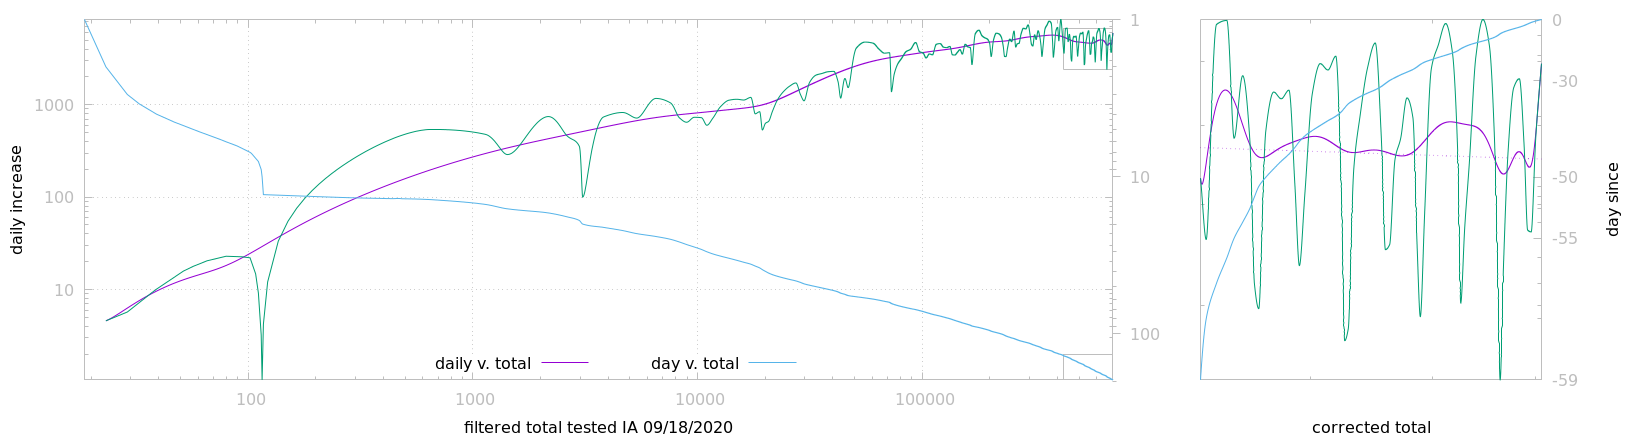 1
0
-30
1000
daily increase
day since
10
-50
100
-55
10
100
daily v. total
day v. total
-59
100
1000
10000
100000
filtered total tested IA 09/18/2020
corrected total